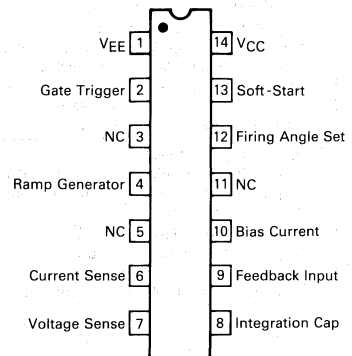 VEE 1 14 VCC
Gate Trigger 2 13 Soft-Start
NC 3 12 Firing Angle Set
Ramp Generator 4 11 NC
NC 5 10 Bias Current
Current Sense 6 9 Feedback Input
Voltage Sense 7 8 Integration Cap